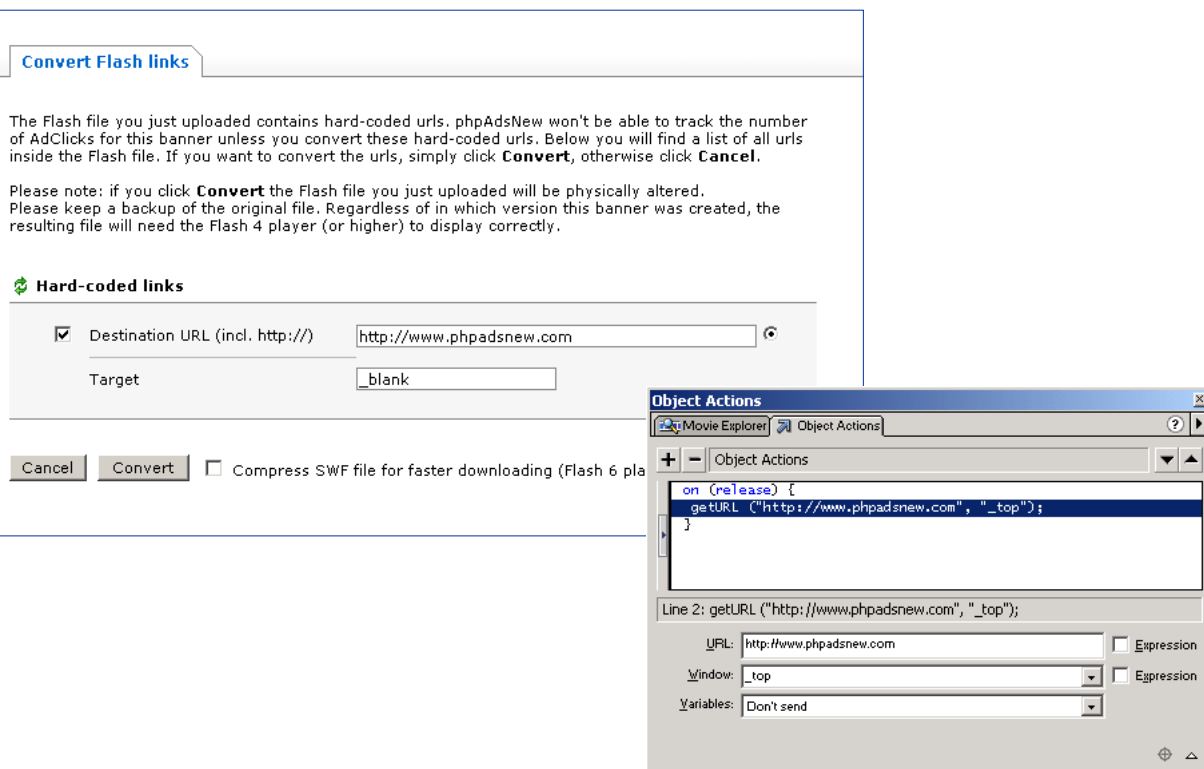 Convert Flash links
The Flash file you just uploaded contains hard-coded urls. phpAdsNew won't be able to track the number
of AdClicks for this banner unless you convert these hard-coded urls. Below you will find a list of all urls
inside the Flash file. If you want to convert the urls, simply click Convert, otherwise click Cancel.
Please note: if you click Convert the Flash file you just uploaded will be physically altered.
Please keep a backup of the original file. Regardless of in which version this banner was created, the
resulting file will need the Flash 4 player (or higher) to display correctly.
Hard-coded links
Destination URL (incl. http://) http://www.phpadsnew.com
Target _blank
Cancel Convert Compress SWF file for faster downloading (Flash 6 pla
Object Actions
Movie Explorer Object Actions
Object Actions
on (release) {
getURL ("http://www.phpadsnew.com", "_top");
}
Line 2: getURL ("http://www.phpadsnew.com", "_top");
URL: http://www.phpadsnew.com Expression
Window: _top Expression
Variables: Don't send